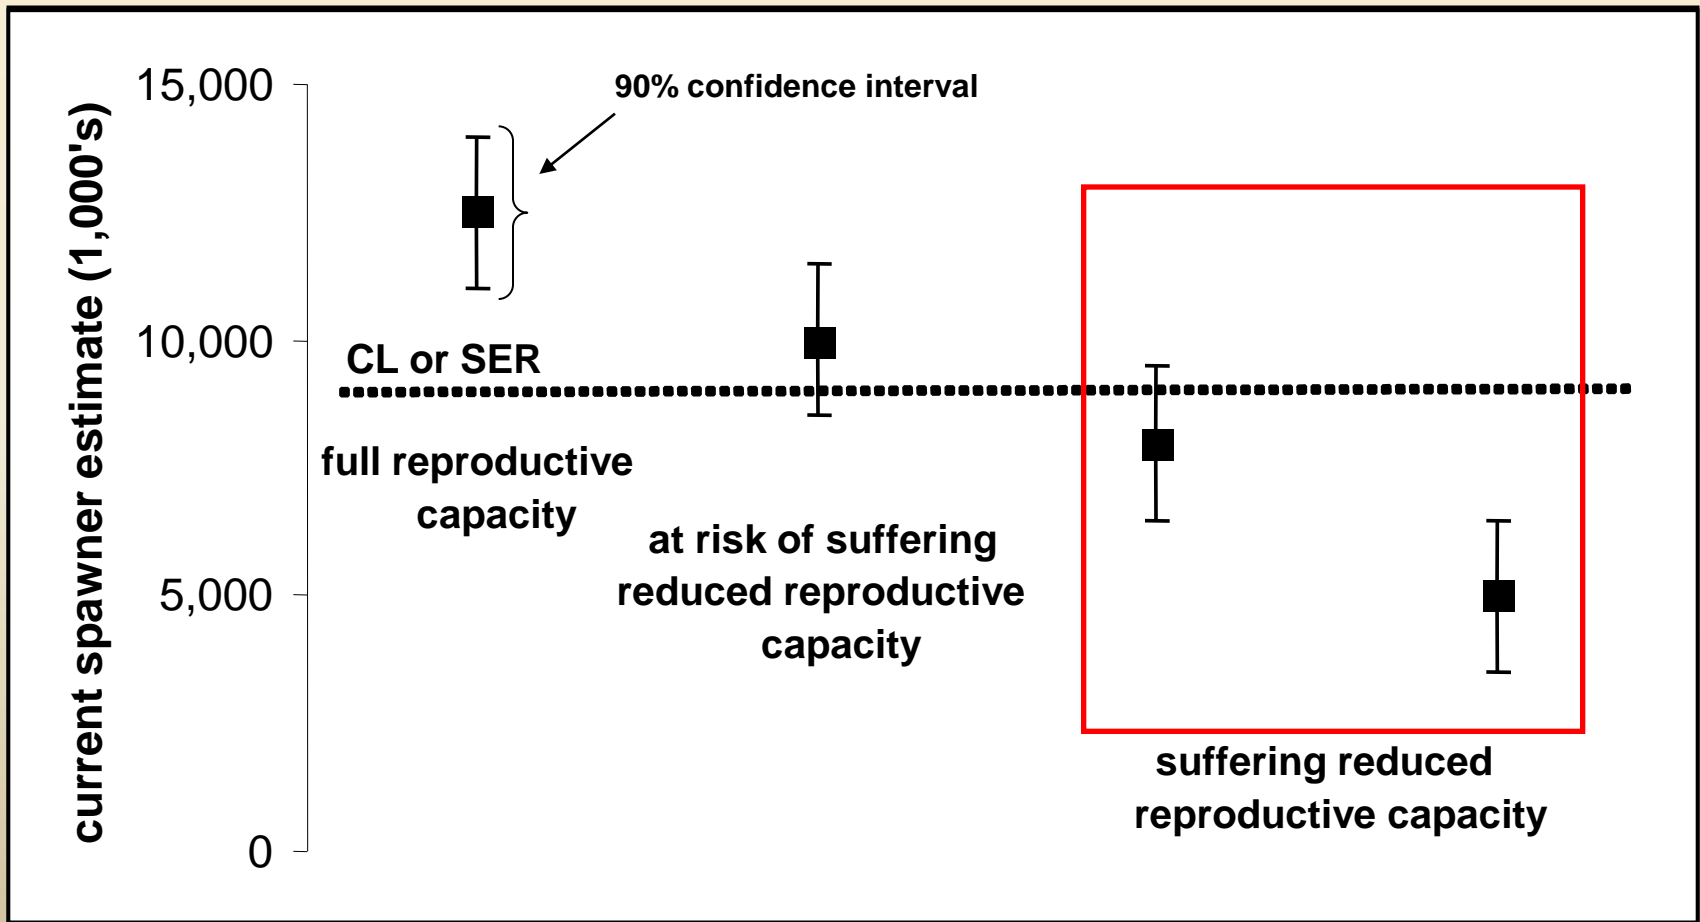 current spawner estimate (1,000's)
15,000
10,000
5,000
0
90% confidence interval
CL or SER
full reproductive
capacity
at risk of suffering
reduced reproductive
capacity
suffering reduced
reproductive capacity